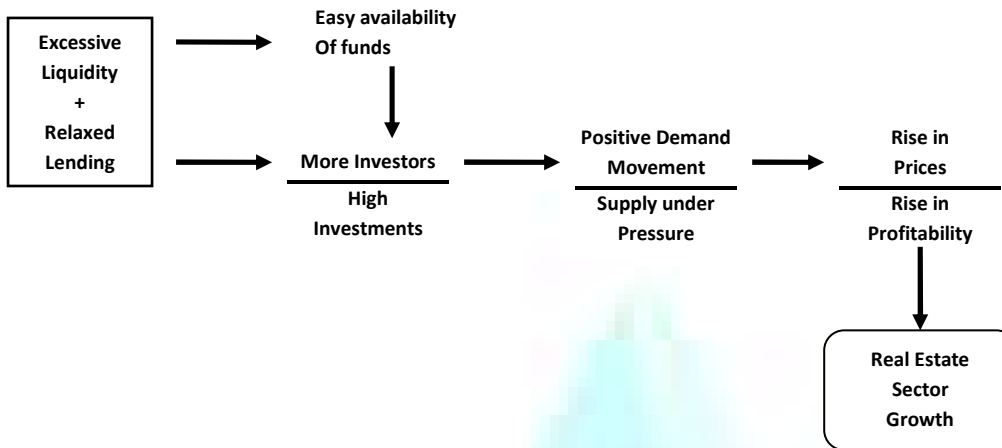 Excessive
Liquidity
+
Relaxed
Lending
Easy availability
Of funds
More Investors
High
Investments
Positive Demand
Movement
Supply under
Pressure
Rise in
Prices
Rise in
Profitability
Real Estate
Sector
Growth